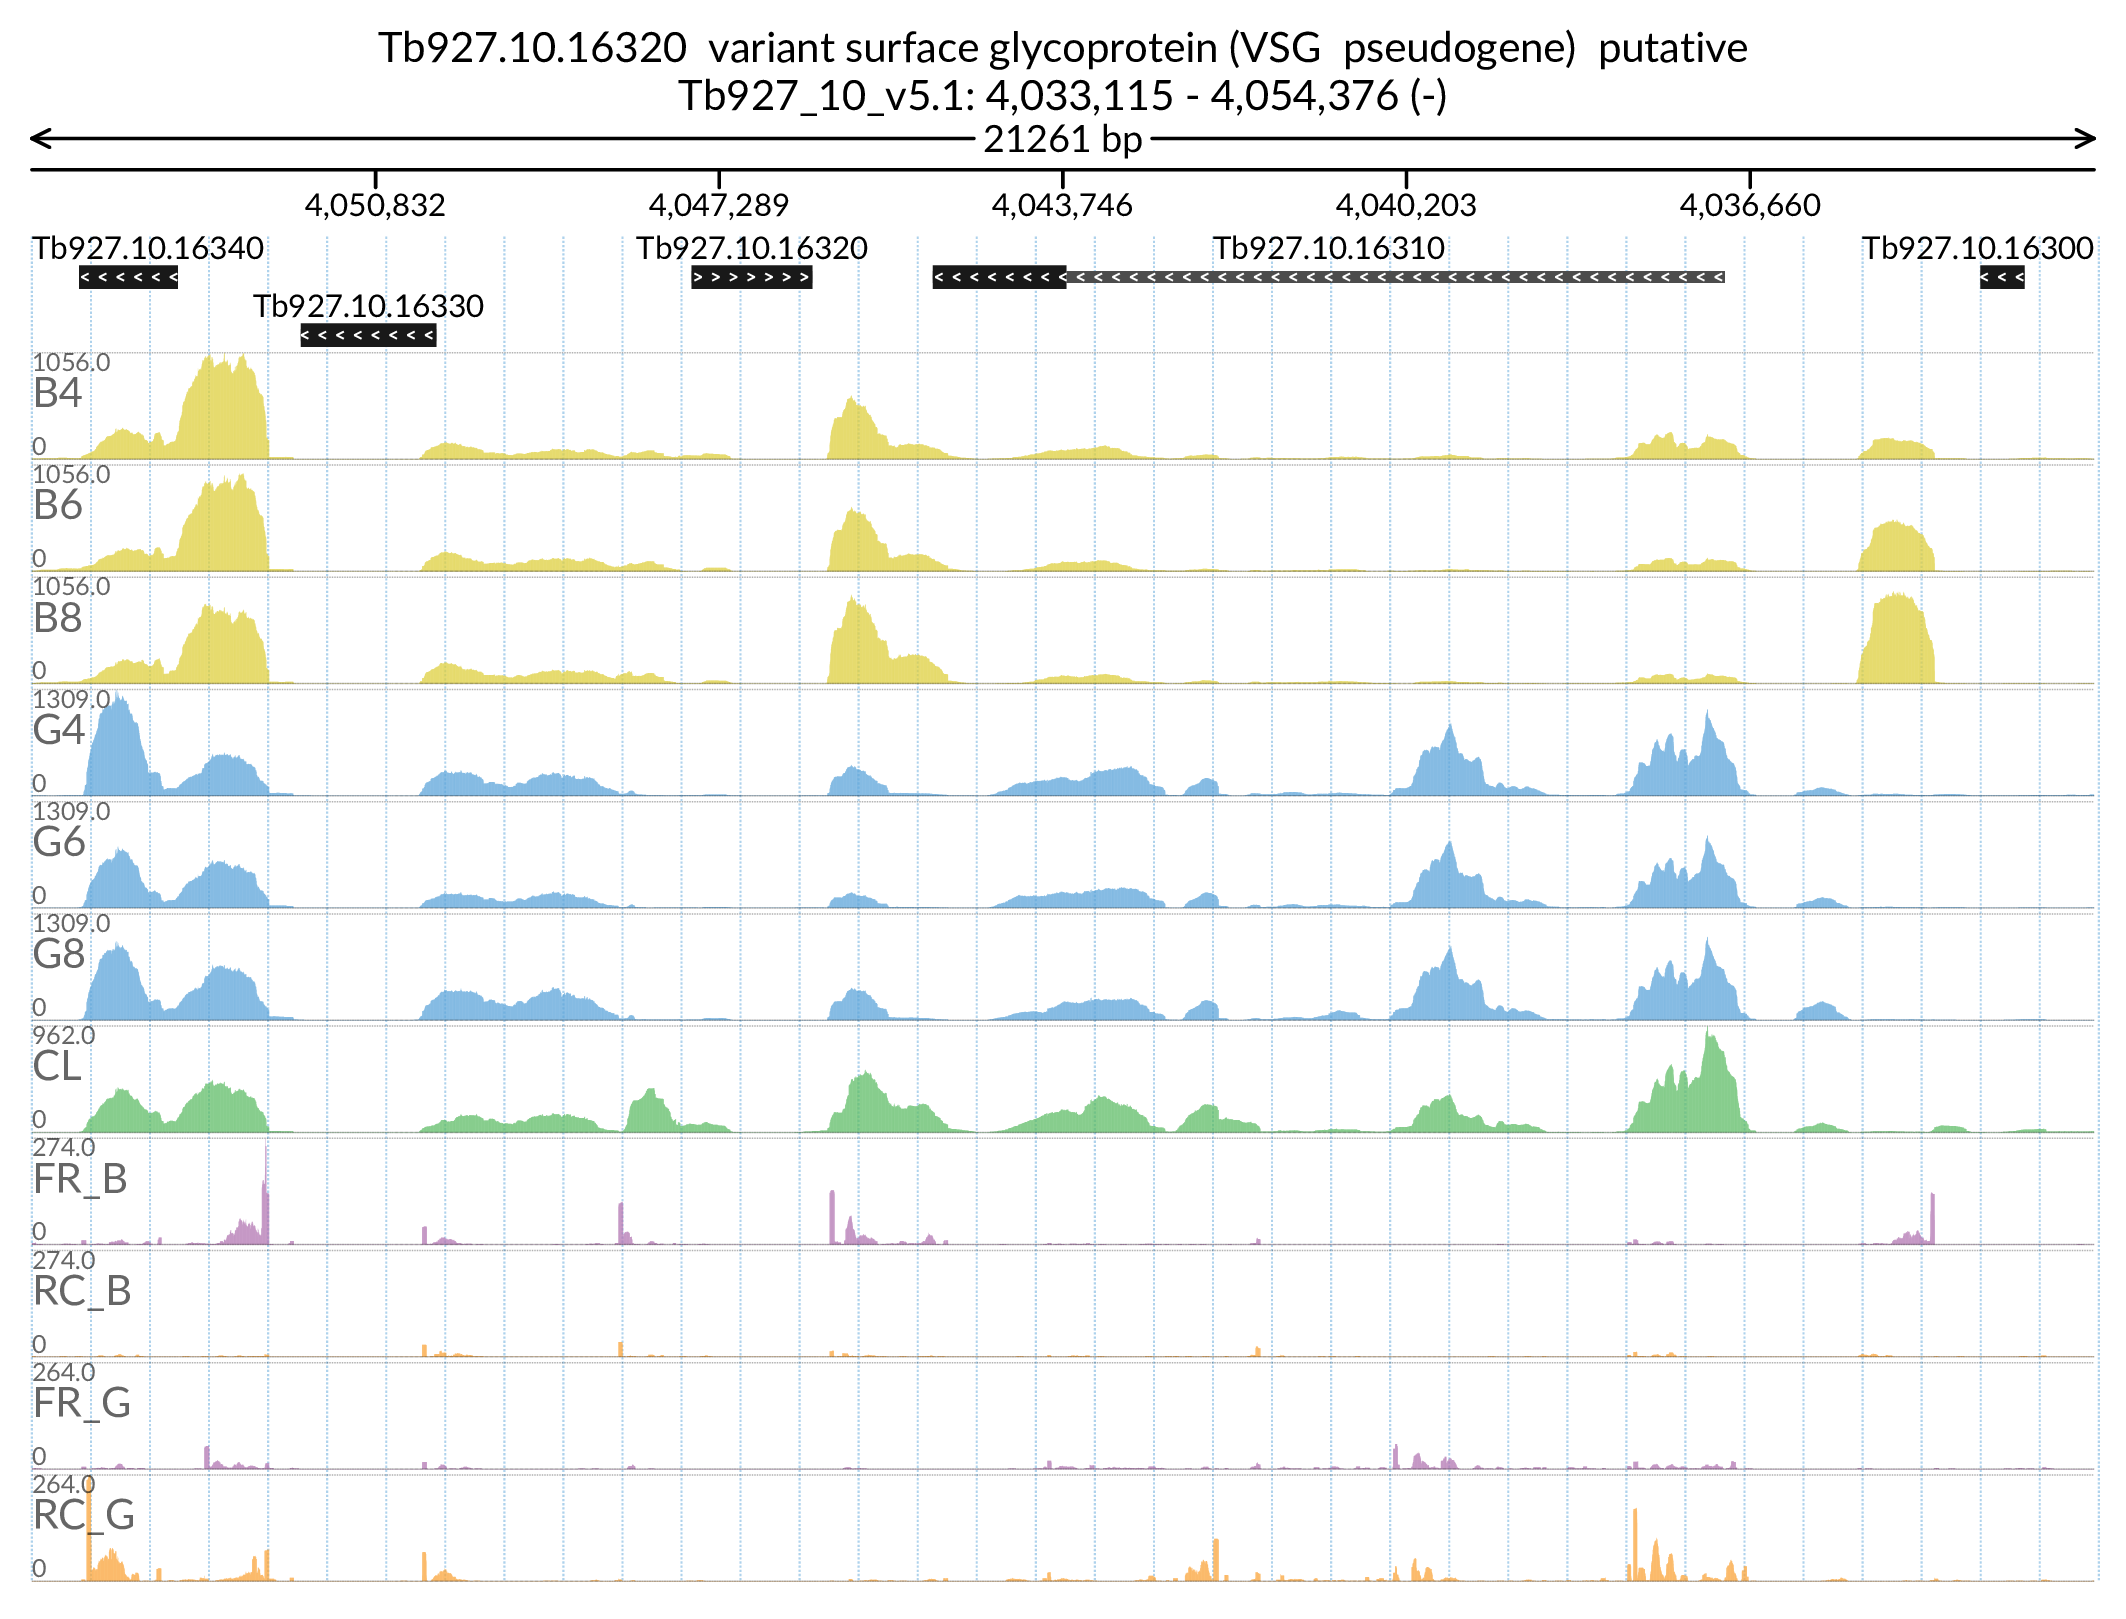 Tb927.10.16320  variant surface glycoprotein (VSG  pseudogene)  putative
Tb927_10_v5.1: 4,033,115 - 4,054,376 (-)
21261 bp
4,050,832 4,047,289 4,043,746 4,040,203 4,036,660
Tb927.10.16340 Tb927.10.16320 Tb927.10.16310 Tb927.10.16300
Tb927.10.16330
1056.0
B4
0
1056.0
B6
0
1056.0
B8
0
1309.0
G4
0
1309.0
G6
0
1309.0
G8
0
962.0
CL
0
274.0
FR_B
0
274.0
RC_B
0
264.0
FR_G
0
264.0
RC_G
0